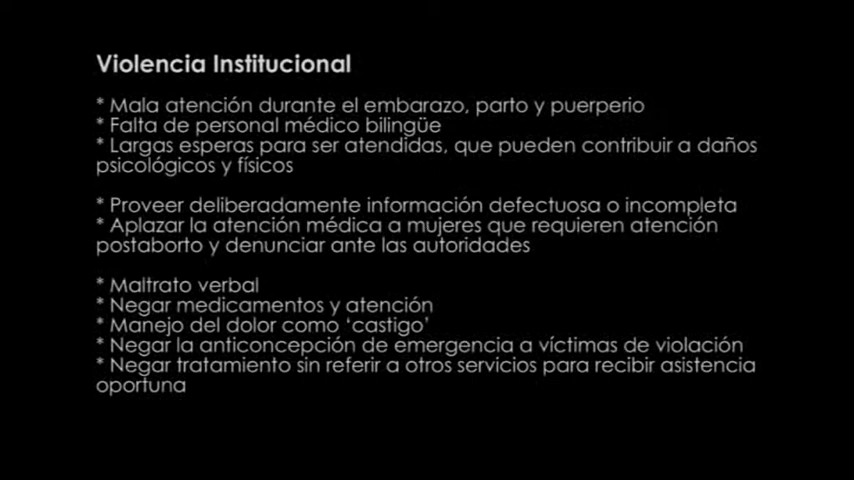 Violencia Institucional
* Mala atención durante el embarazo, parto y puerperio
* Falta de personal médico bilingüe
* Largas esperas para ser atendidas, que pueden contribuir a daños
psicológicos y físicos
* Proveer deliberadamente información defectuosa o incompleta
* Aplazar la atención médica a mujeres que requieren atención
postaborto y denunciar ante las autoridades
* Maltrato verbal
* Negar medicamentos y atención
* Manejo del dolor como ‘castigo’
* Negar la anticoncepción de emergencia a víctimas de violación
* Negar tratamiento sin referir a otros servicios para recibir asistencia
oportuna